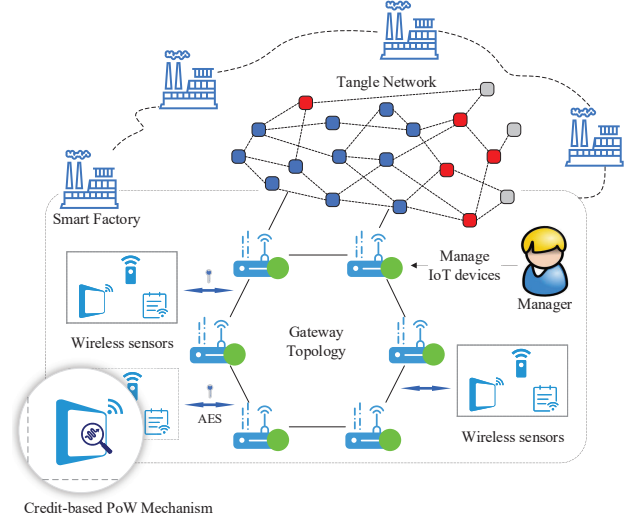 Tangle Network
Smart Factory
Manage
IoT devices
Manager
Gateway
Topology
Wireless sensors
AES
Wireless sensors
Credit-based PoW Mechanism